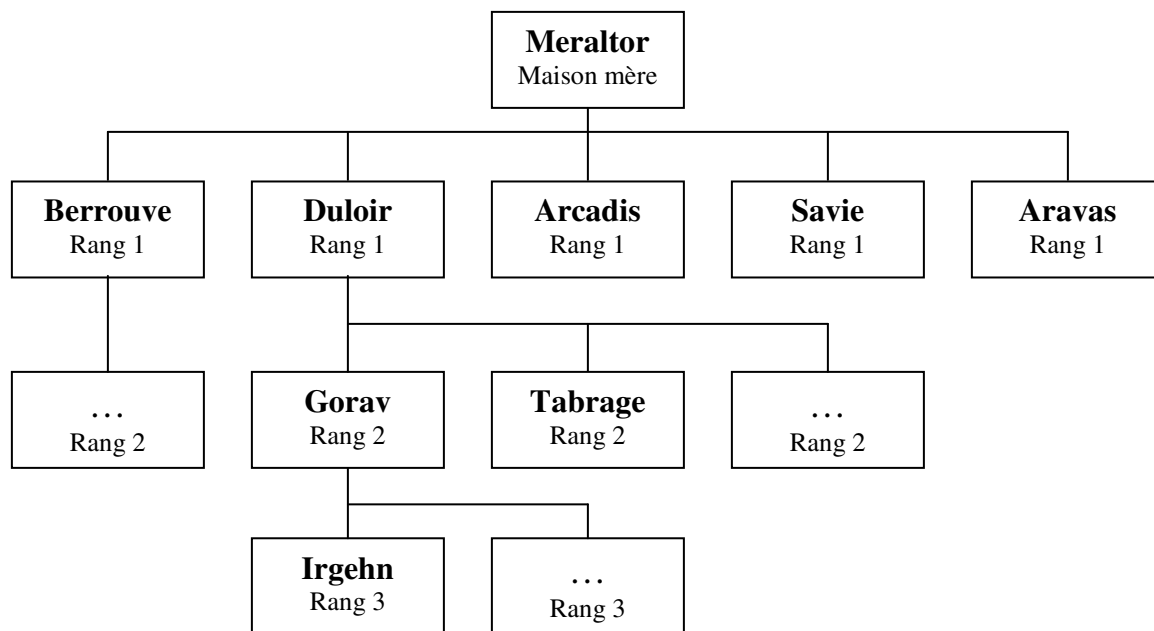 Meraltor
Maison mère
Berrouve
Rang 1
Duloir
Rang 1
Arcadis
Rang 1
Savie
Rang 1
Aravas
Rang 1
…
Rang 2
Gorav
Rang 2
Tabrage
Rang 2
…
Rang 2
Irgehn
Rang 3
…
Rang 3